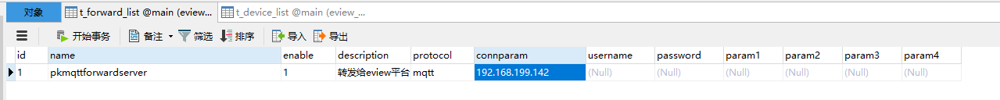 对象 t_forward_list @main (eview... t_device_list @main (eview_...
开始事务 备注 筛选 排序 导入 导出
id name enable description protocol connparam username password param1 param2 param3 param4
1 pkmqttforwardserver 1 转发给eview平台 mqtt 192.168.199.142 (Null) (Null) (Null) (Null) (Null) (Null)